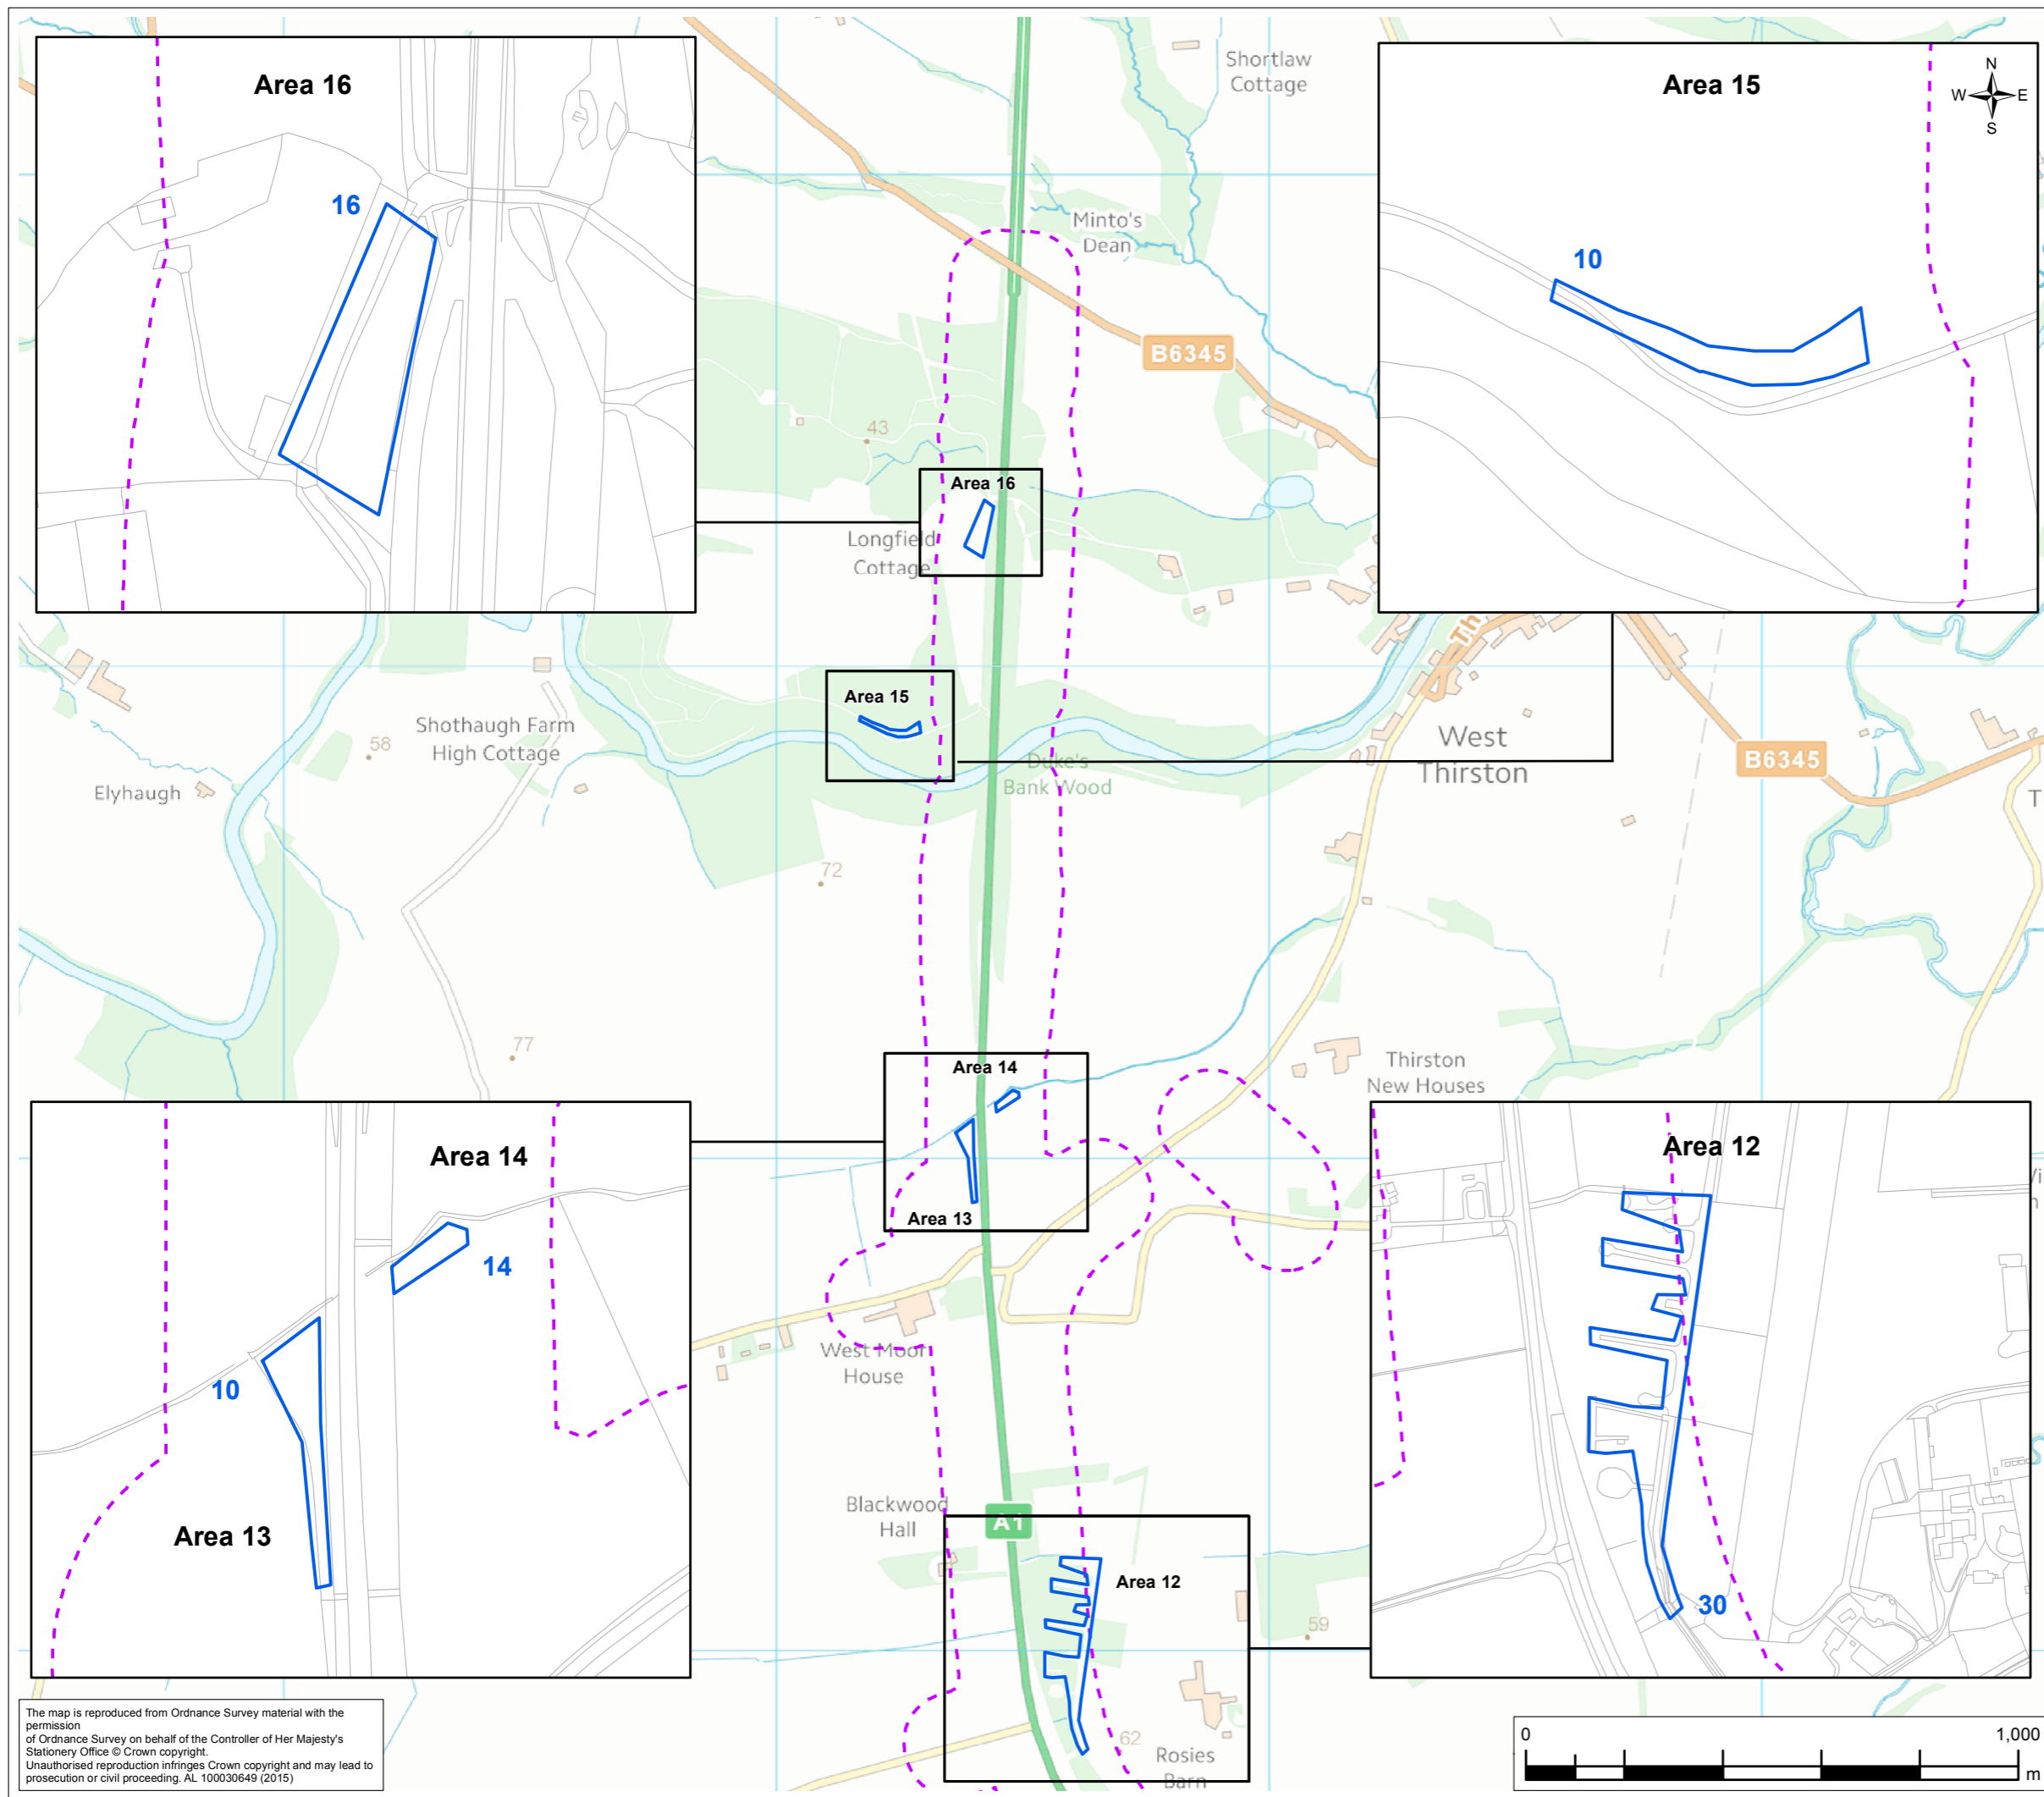 Area 16
16
Area 15
N
W
E
S
10
Shortlaw
Cottage
Minto's
Dean
B6345
43
Area 16
Longfield
Cottage
Area 15
Shothaugh Farm
High Cottage
58
Elyhaugh
Duke's
Bank Wood
Th
West
Thirston
B6345
T
72
77
Area 14
Area 13
Thirston
New Houses
Area 14
14
10
Area 13
West Moor
House
Area 12
30
Blackwood
Hall
A1
Area 12
59
62
Rosies
Barn
The map is reproduced from Ordnance Survey material with the
permission
of Ordnance Survey on behalf of the Controller of Her Majesty's
Stationery Office © Crown copyright.
Unauthorised reproduction infringes Crown copyright and may lead to
prosecution or civil proceeding. AL 100030649 (2015)
0
1,000
m